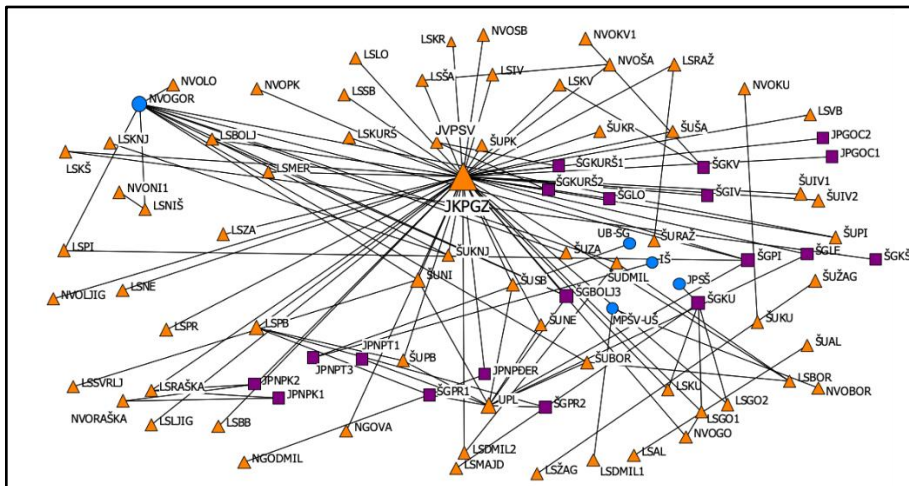 NVOSB
LSKR
NVOKV1
LSLO
LSŠA
LSIV
NVOŠA
LSRAŽ
NVOLO
NVOGOR
NVOPK
LSSB
LSKV
NVOKU
LSVB
LSKNJ
LSBOLJ
LSKURŠ
JVPSV
ŠUPK
ŠUKR
ŠUŠA
JPGOC2
LSKŠ
LSMER
ŠGKURŠ1
ŠGKV
JPGOC1
NVONI1
JKPGZ
ŠGKURŠ2
ŠGLO
ŠGIV
ŠUIV1
ŠUIV2
LSNIŠ
LSZA
UB-ŠG
ŠURAŽ
ŠUPI
LSPI
ŠUKNJ
ŠUZA
IŠ
ŠGPI
ŠGLE
ŠGKŠ
ŠUDMIL
NVOLJIG
LSNE
ŠUNI
ŠUSB
ŠGBOLJ3
JPSŠ
ŠUŽAG
ŠGKU
LSPR
LSPB
ŠUNE
MPŠV-UŠ
ŠUKU
JPNPT1
JPNPT3
ŠUPB
JPNPĐER
ŠUBOR
ŠUAL
LSSVRLJ
LSRAŠKA
JPNPK2
JPNPK1
ŠGPR1
UPL
ŠGPR2
LSKU
LSGO2
LSBOR
NVOBOR
NVORAŠKA
LSLJIG
LSBB
NGOVA
LSGO1
NVOGO
NGODMIL
LSDMIL2
LSMAJD
LSŽAG
LSDMIL1
LSAL